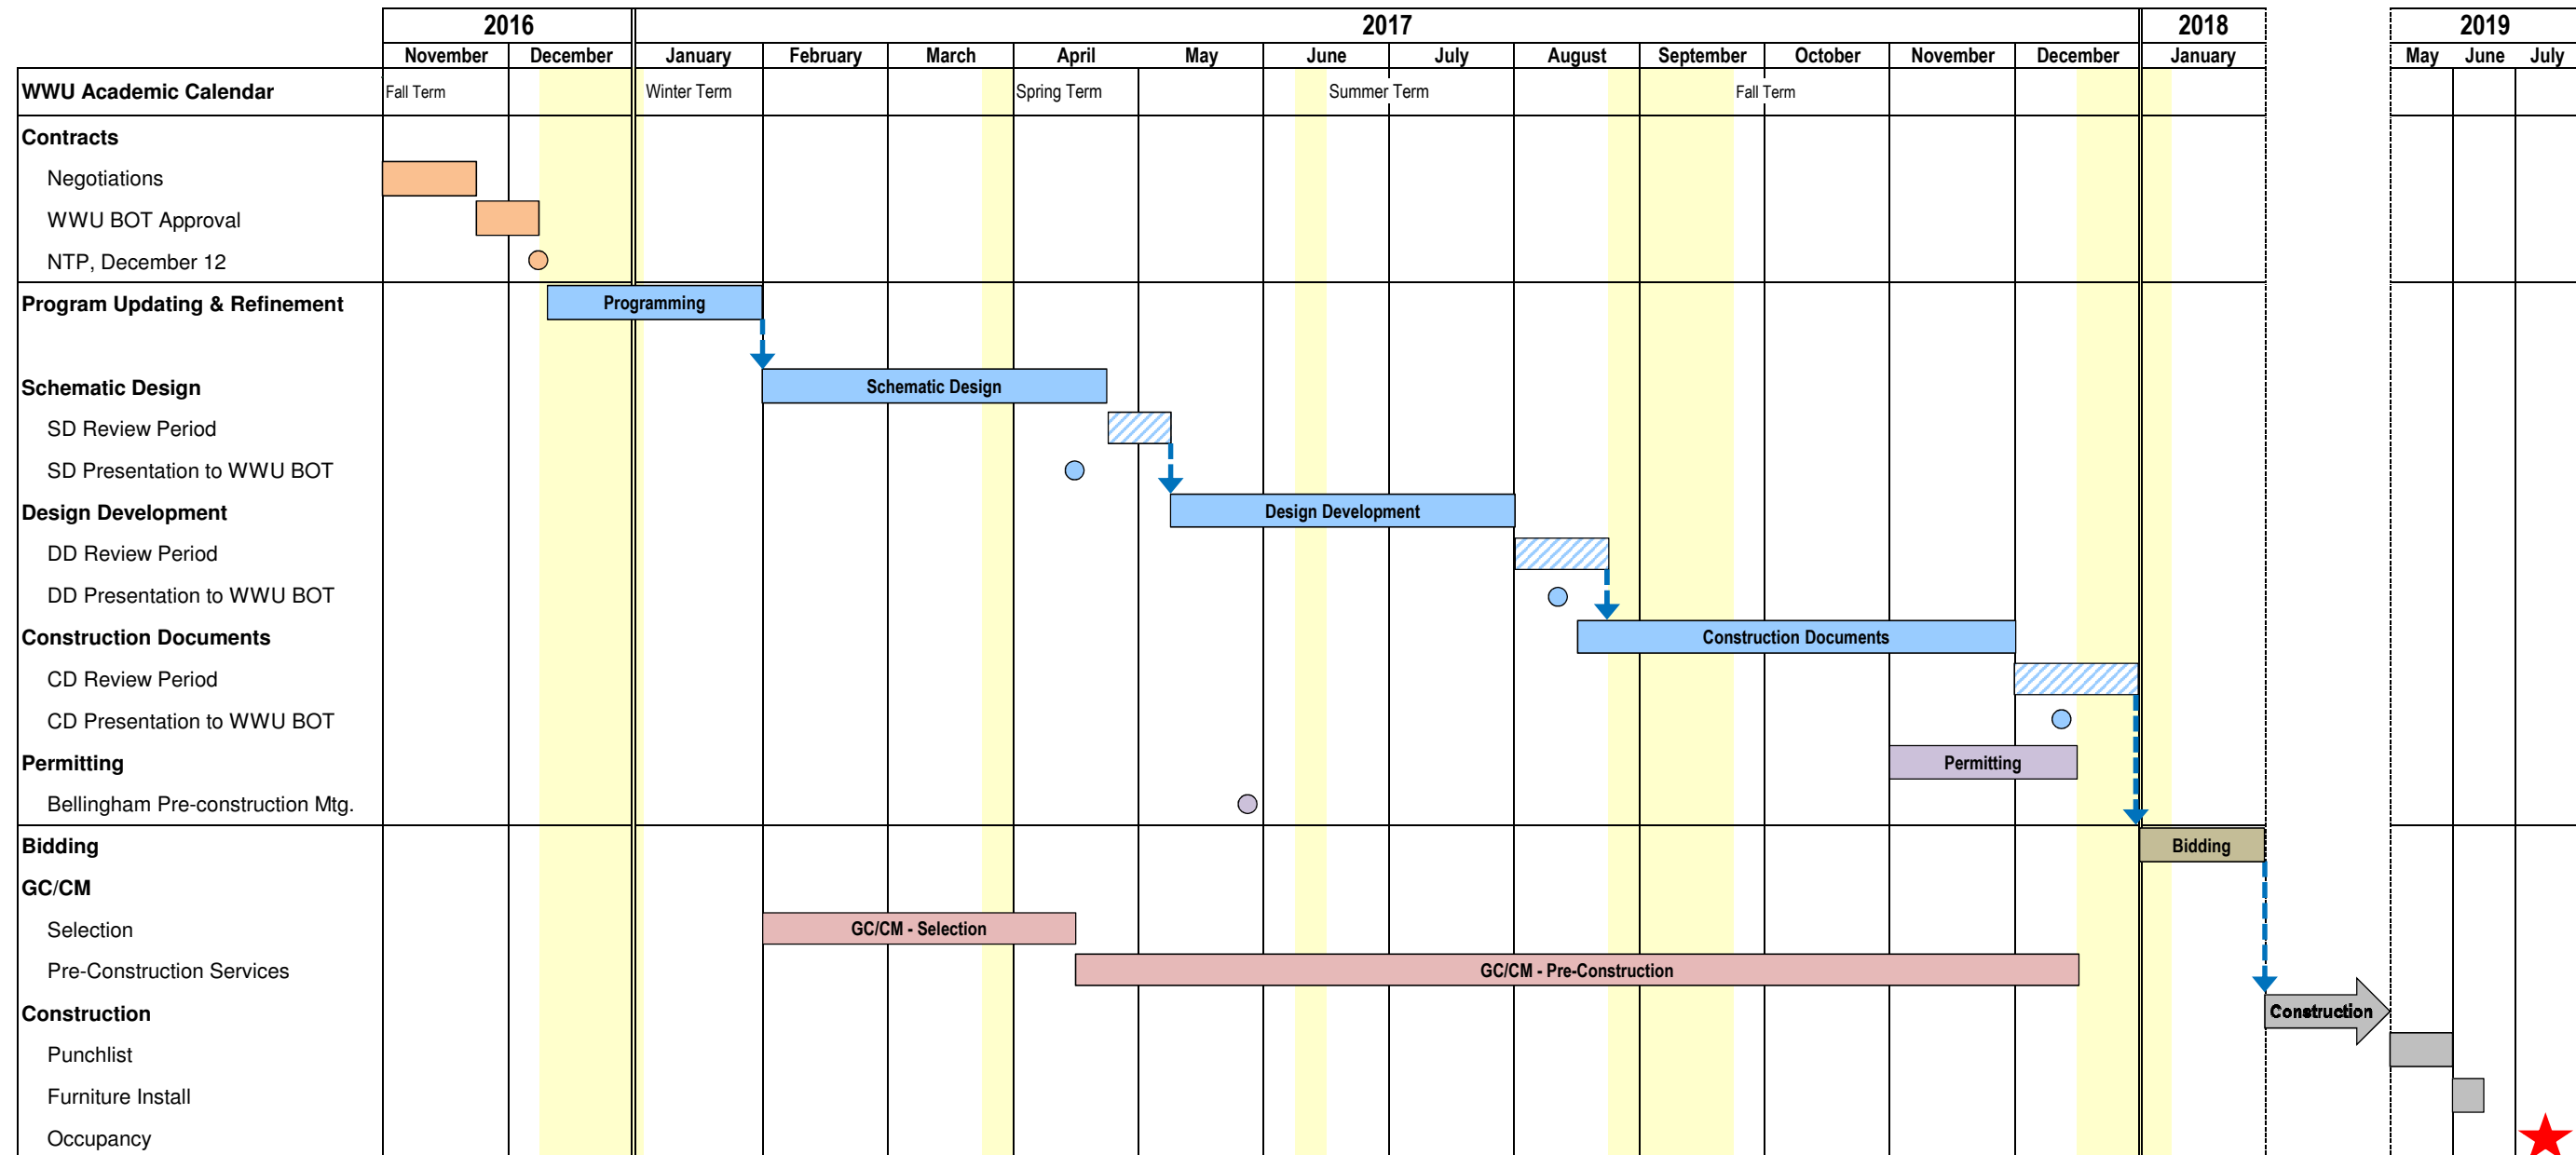 2016 2017 2018 2019
November December January February March April May June July August September October November December January May June July
WWU Academic Calendar Fall Term Winter Term Spring Term Summer Term Fall Term
Contracts
Negotiations
WWU BOT Approval
NTP, December 12
Program Updating & Refinement Programming
Schematic Design Schematic Design
SD Review Period
SD Presentation to WWU BOT
Design Development Design Development
DD Review Period
DD Presentation to WWU BOT
Construction Documents Construction Documents
CD Review Period
CD Presentation to WWU BOT
Permitting Permitting
Bellingham Pre-construction Mtg.
Bidding Bidding
GC/CM
Selection GC/CM - Selection
Pre-Construction Services GC/CM - Pre-Construction
Construction Construction
Punchlist
Furniture Install
Occupancy